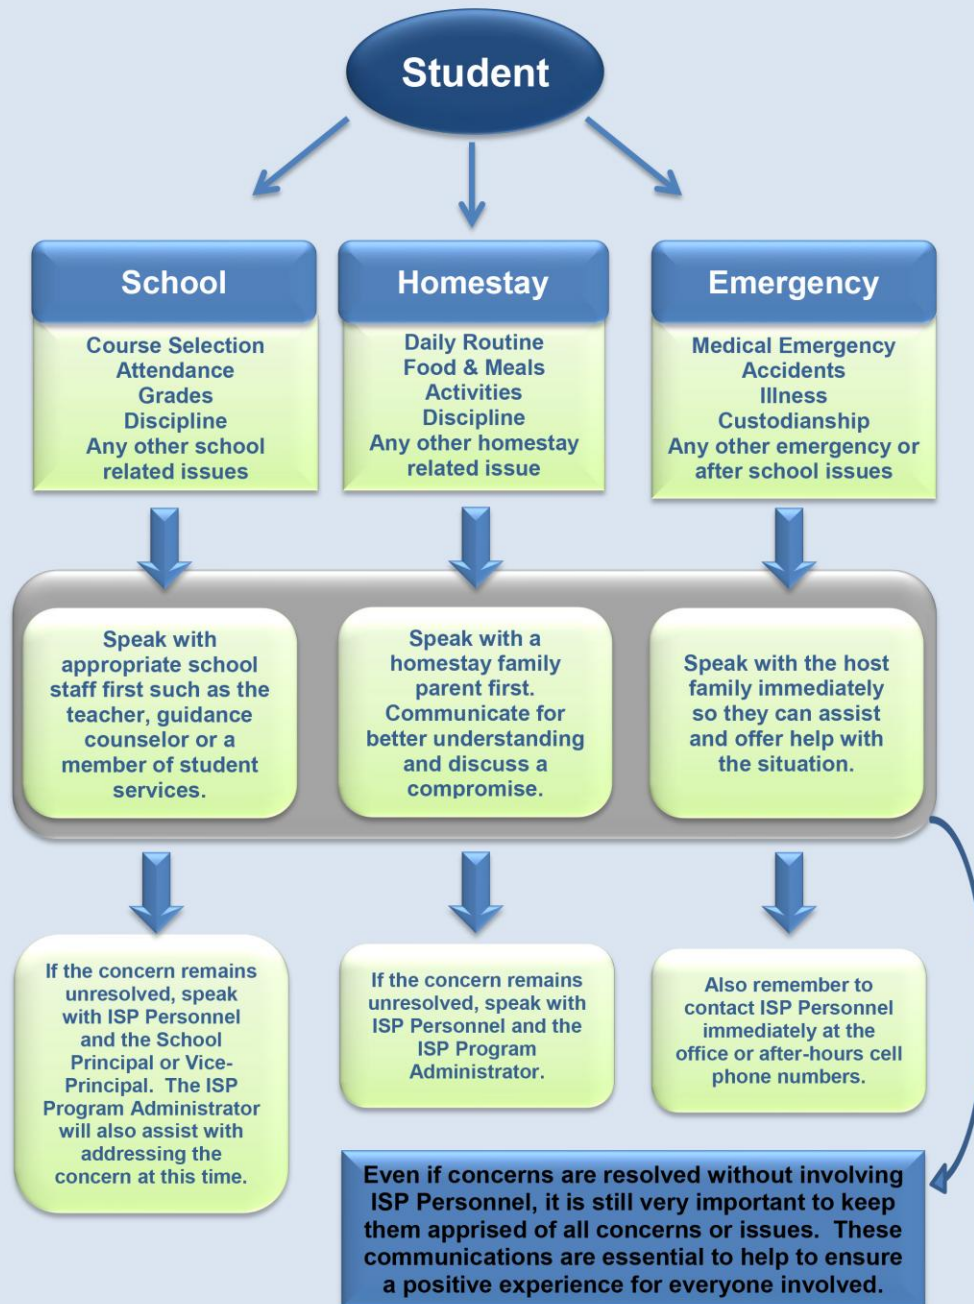 Student
School
Course Selection
Attendance
Grades
Discipline
Any other school
related issues
Homestay
Daily Routine
Food & Meals
Activities
Discipline
Any other homestay
related issue
Emergency
Medical Emergency
Accidents
Illness
Custodianship
Any other emergency or
after school issues
Speak with
appropriate school
staff first such as the
teacher, guidance
counselor or a
member of student
services.
Speak with a
homestay family
parent first.
Communicate for
better understanding
and discuss a
compromise.
Speak with the host
family immediately
so they can assist
and offer help with
the situation.
If the concern remains
unresolved, speak
with ISP Personnel
and the School
Principal or Vice-
Principal. The ISP
Program Administrator
will also assist with
addressing the
concern at this time.
If the concern remains
unresolved, speak with
ISP Personnel and the
ISP Program
Administrator.
Also remember to
contact ISP Personnel
immediately at the
office or after-hours cell
phone numbers.
Even if concerns are resolved without involving
ISP Personnel, it is still very important to keep
them apprised of all concerns or issues. These
communications are essential to help to ensure
a positive experience for everyone involved.